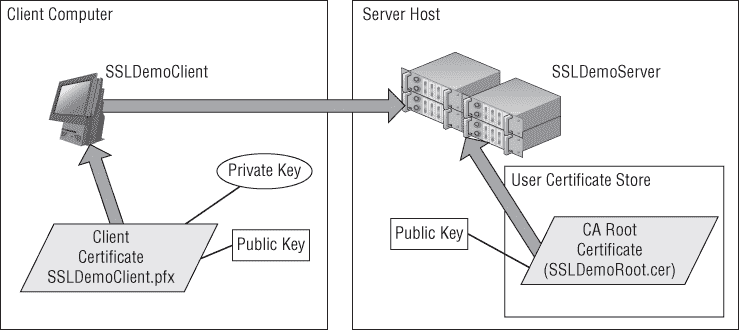 Client Computer
SSLDemoClient
Private Key
Client
Certificate
SSLDemoClient.pfx
Public Key
Server Host
SSLDemoServer
User Certificate Store
Public Key
CA Root
Certificate
(SSLDemoRoot.cer)